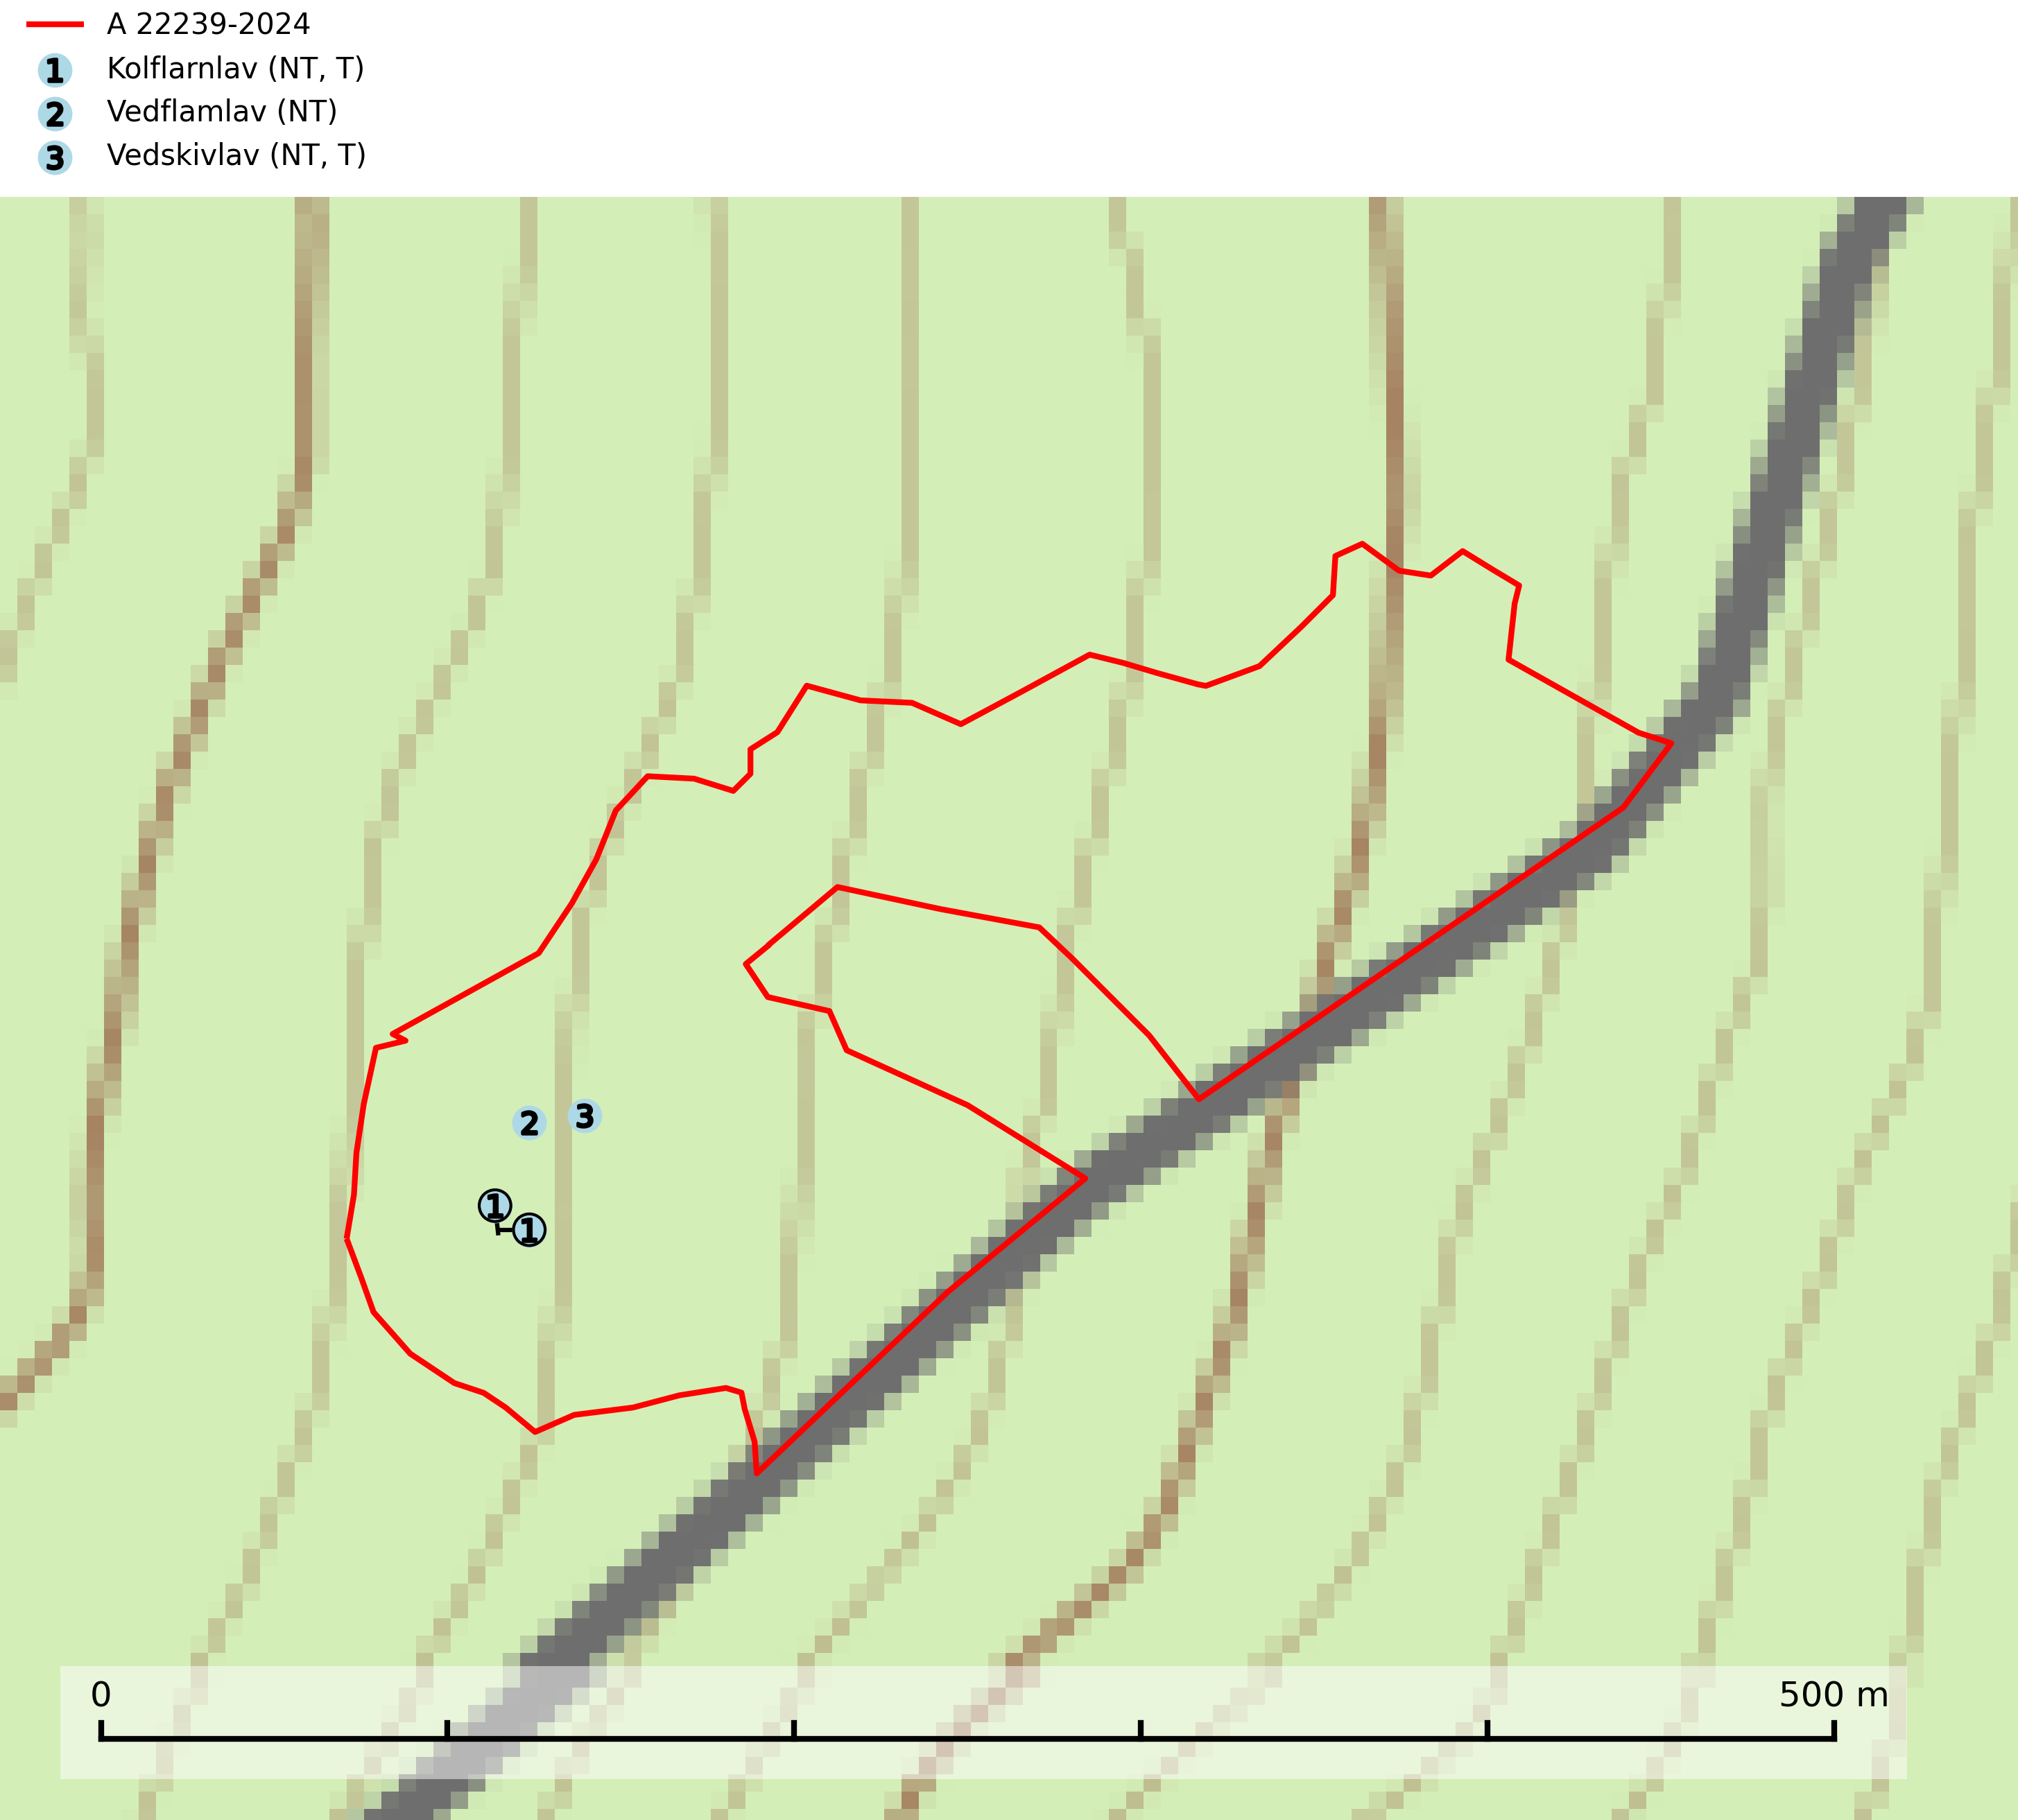 A 22239-2024
1 Kolflarnlav (NT, T)
2 Vedflamlav (NT)
3 Vedskivlav (NT, T)
2 3
1
1
0 500 m